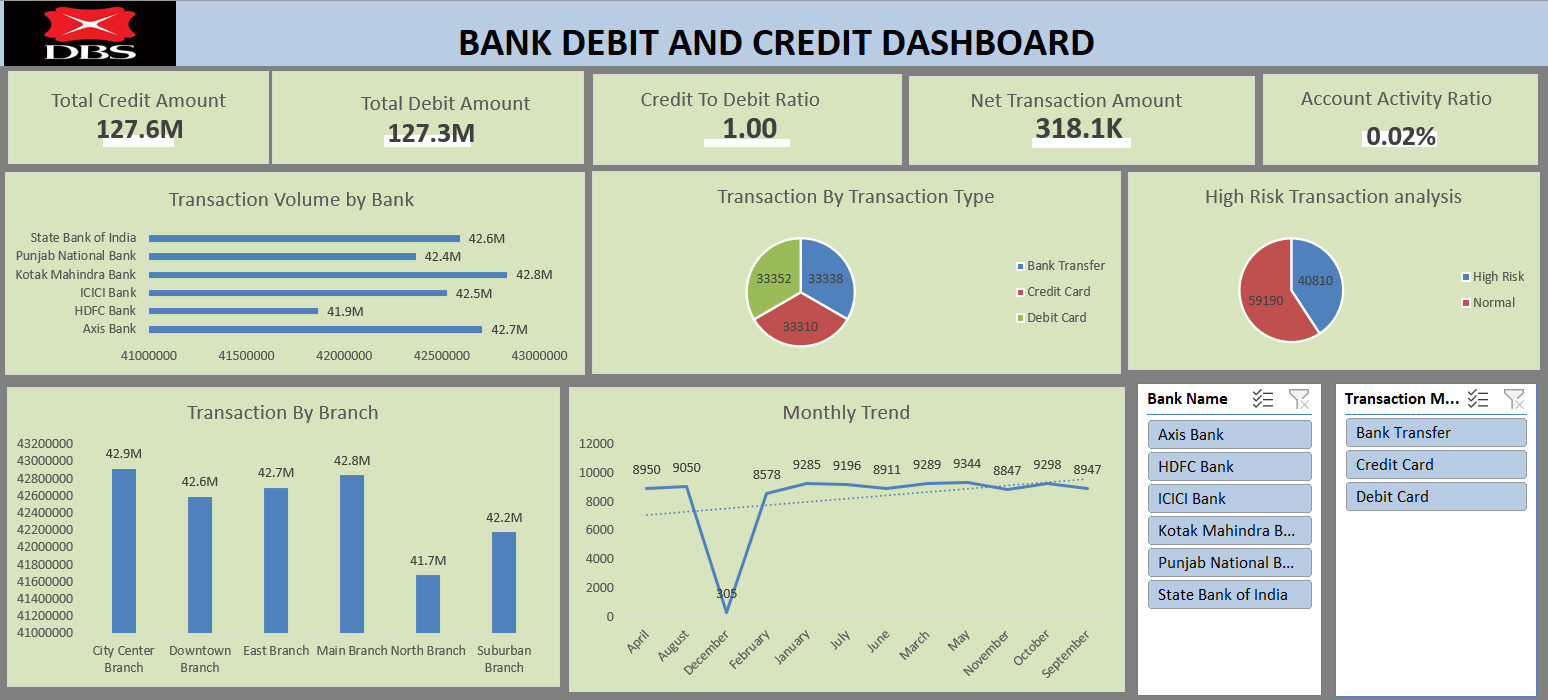 DBS
BANK DEBIT AND CREDIT DASHBOARD
Total Credit Amount
127.6M
Total Debit Amount
127.3M
Credit To Debit Ratio
1.00
Net Transaction Amount
318.1K
Account Activity Ratio
0.02%
Transaction Volume by Bank
State Bank of India 42.6M
Punjab National Bank 42.4M
Kotak Mahindra Bank 42.8M
ICICI Bank 42.5M
HDFC Bank 41.9M
Axis Bank 42.7M
41000000 41500000 42000000 42500000 43000000
Transaction By Transaction Type
33352 33338
33310
Bank Transfer
Credit Card
Debit Card
High Risk Transaction analysis
40810
59190
High Risk
Normal
Transaction By Branch
43200000
43000000
42800000
42600000
42400000
42200000
42000000
41800000
41600000
41400000
41200000
41000000
42.9M
42.6M
42.7M
42.8M
41.7M
42.2M
City Center
Branch
Downtown
Branch
East Branch
Main Branch
North Branch
Suburban
Branch
Monthly Trend
12000
10000
8000
6000
4000
2000
0
8950
9050
305
8578
9285
9196
8911
9289
9344
8847
9298
8947
April
August
December
February
January
July
June
March
May
November
October
September
Bank Name
Axis Bank
HDFC Bank
ICICI Bank
Kotak Mahindra B...
Punjab National B...
State Bank of India
Transaction M...
Bank Transfer
Credit Card
Debit Card